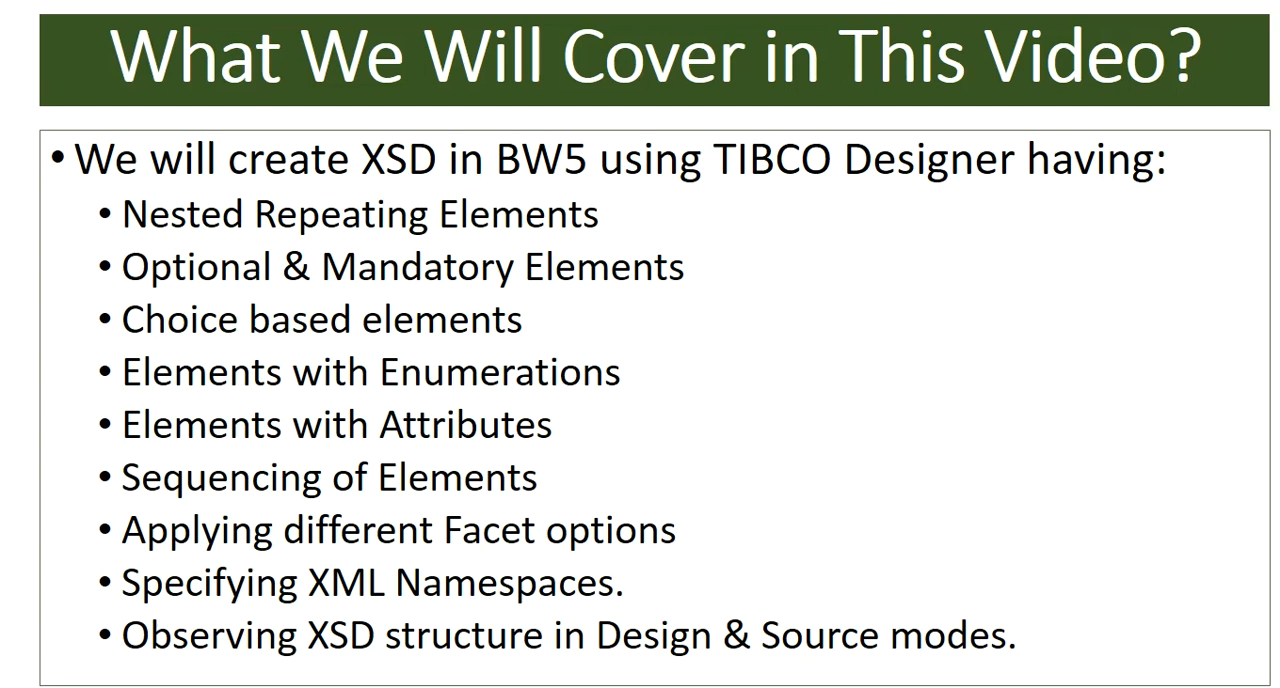 What We Will Cover in This Video?
• We will create XSD in BW5 using TIBCO Designer having:
• Nested Repeating Elements
• Optional & Mandatory Elements
• Choice based elements
• Elements with Enumerations
• Elements with Attributes
• Sequencing of Elements
• Applying different Facet options
• Specifying XML Namespaces.
• Observing XSD structure in Design & Source modes.